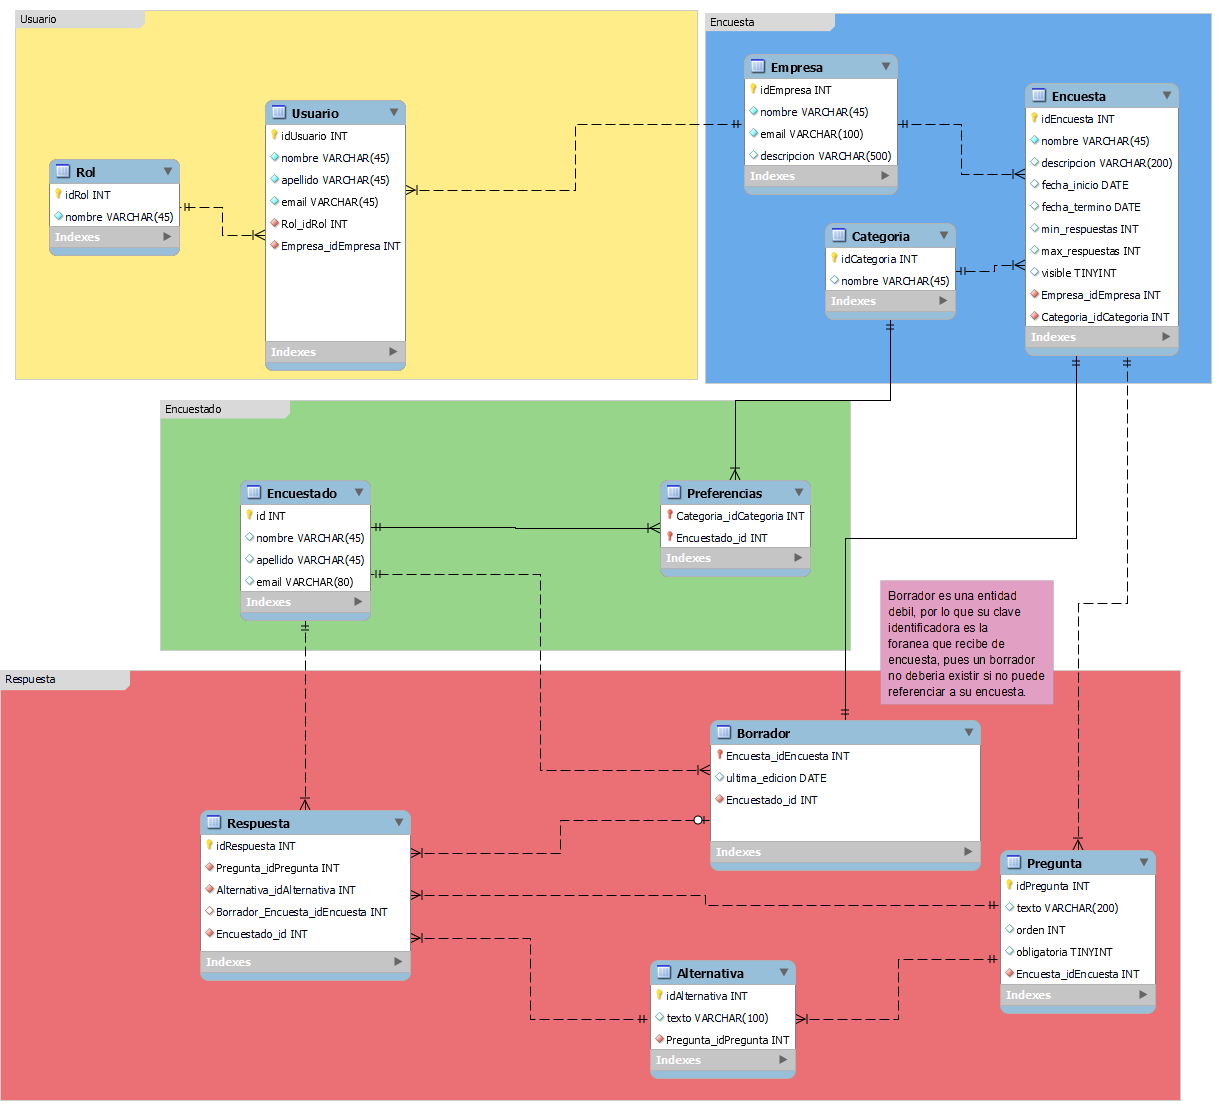 Usuario
Rol
idRol INT
nombre VARCHAR(45)
Indexes
Usuario
idUsuario INT
nombre VARCHAR(45)
apellido VARCHAR(45)
email VARCHAR(45)
Rol_idRol INT
Empresa_idEmpresa INT
Indexes
Encuesta
Empresa
idEmpresa INT
nombre VARCHAR(45)
email VARCHAR(100)
descripcion VARCHAR(500)
Indexes
Categoria
idCategoria INT
nombre VARCHAR(45)
Indexes
Encuesta
idEncuesta INT
nombre VARCHAR(45)
descripcion VARCHAR(200)
fecha_inicio DATE
fecha_termino DATE
min_respuestas INT
max_respuestas INT
visible TINYINT
Empresa_idEmpresa INT
Categoria_idCategoria INT
Indexes
Encuestado
Encuestado
id INT
nombre VARCHAR(45)
apellido VARCHAR(45)
email VARCHAR(80)
Indexes
Preferencias
Categoria_idCategoria INT
Encuestado_id INT
Indexes
Borrador es una entidad
debil, por lo que su clave
identificadora es la
foranea que recibe de
encuesta, pues un borrador
no deberia existir si no puede
referenciar a su encuesta.
Respuesta
Borrador
Encuesta_idEncuesta INT
ultima_edicion DATE
Encuestado_id INT
Indexes
Respuesta
idRespuesta INT
Pregunta_idPregunta INT
Alternativa_idAlternativa INT
Borrador_Encuesta_idEncuesta INT
Encuestado_id INT
Indexes
Pregunta
idPregunta INT
texto VARCHAR(200)
orden INT
obligatoria TINYINT
Encuesta_idEncuesta INT
Indexes
Alternativa
idAlternativa INT
texto VARCHAR(100)
Pregunta_idPregunta INT
Indexes